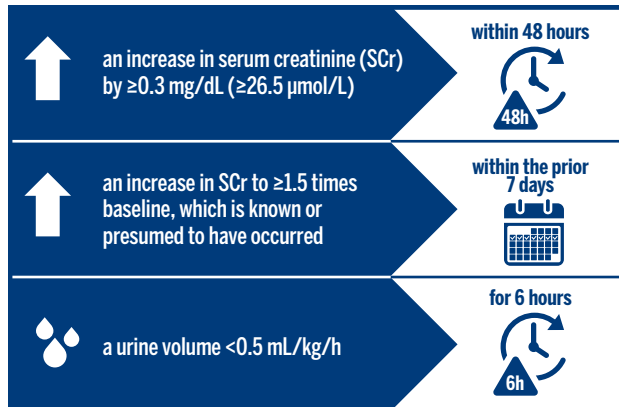 an increase in serum creatinine (SCr)
by ≥0.3 mg/dL (≥26.5 µmol/L)
within 48 hours
48h
an increase in SCr to ≥1.5 times
baseline, which is known or
presumed to have occurred
within the prior
7 days
a urine volume <0.5 mL/kg/h
for 6 hours
6h